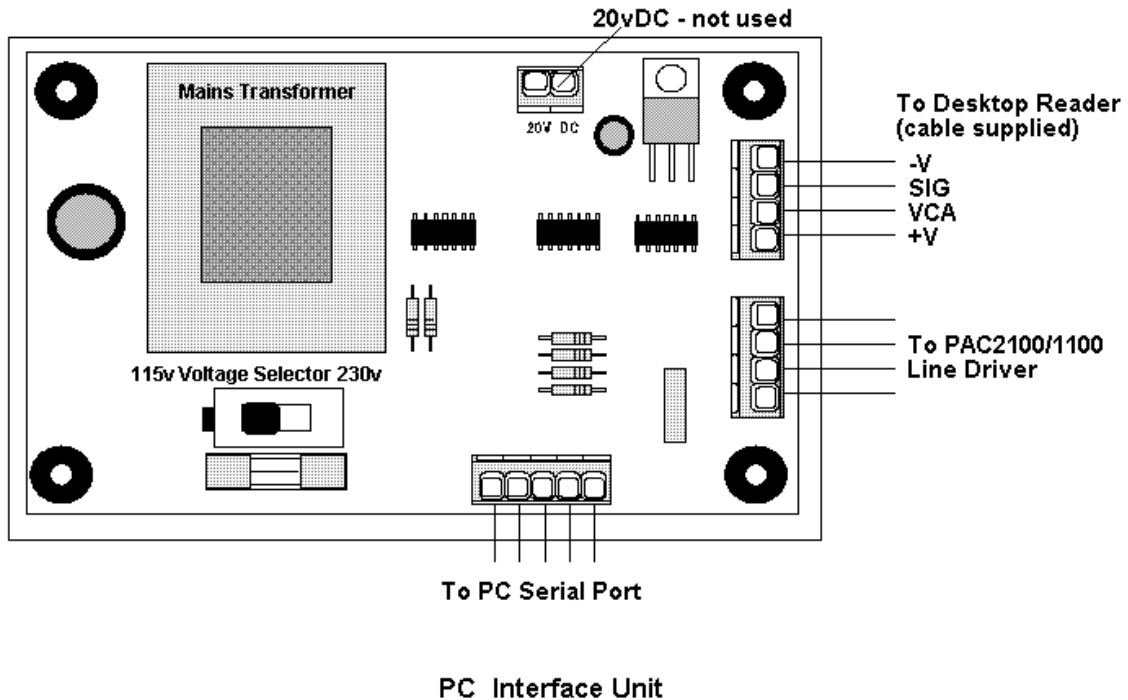 20vDC - not used
Mains Transformer
20V DC
To Desktop Reader
(cable supplied)
-V
SIG
VCA
+V
To PAC2100/1100
Line Driver
115v Voltage Selector 230v
To PC Serial Port
PC Interface Unit